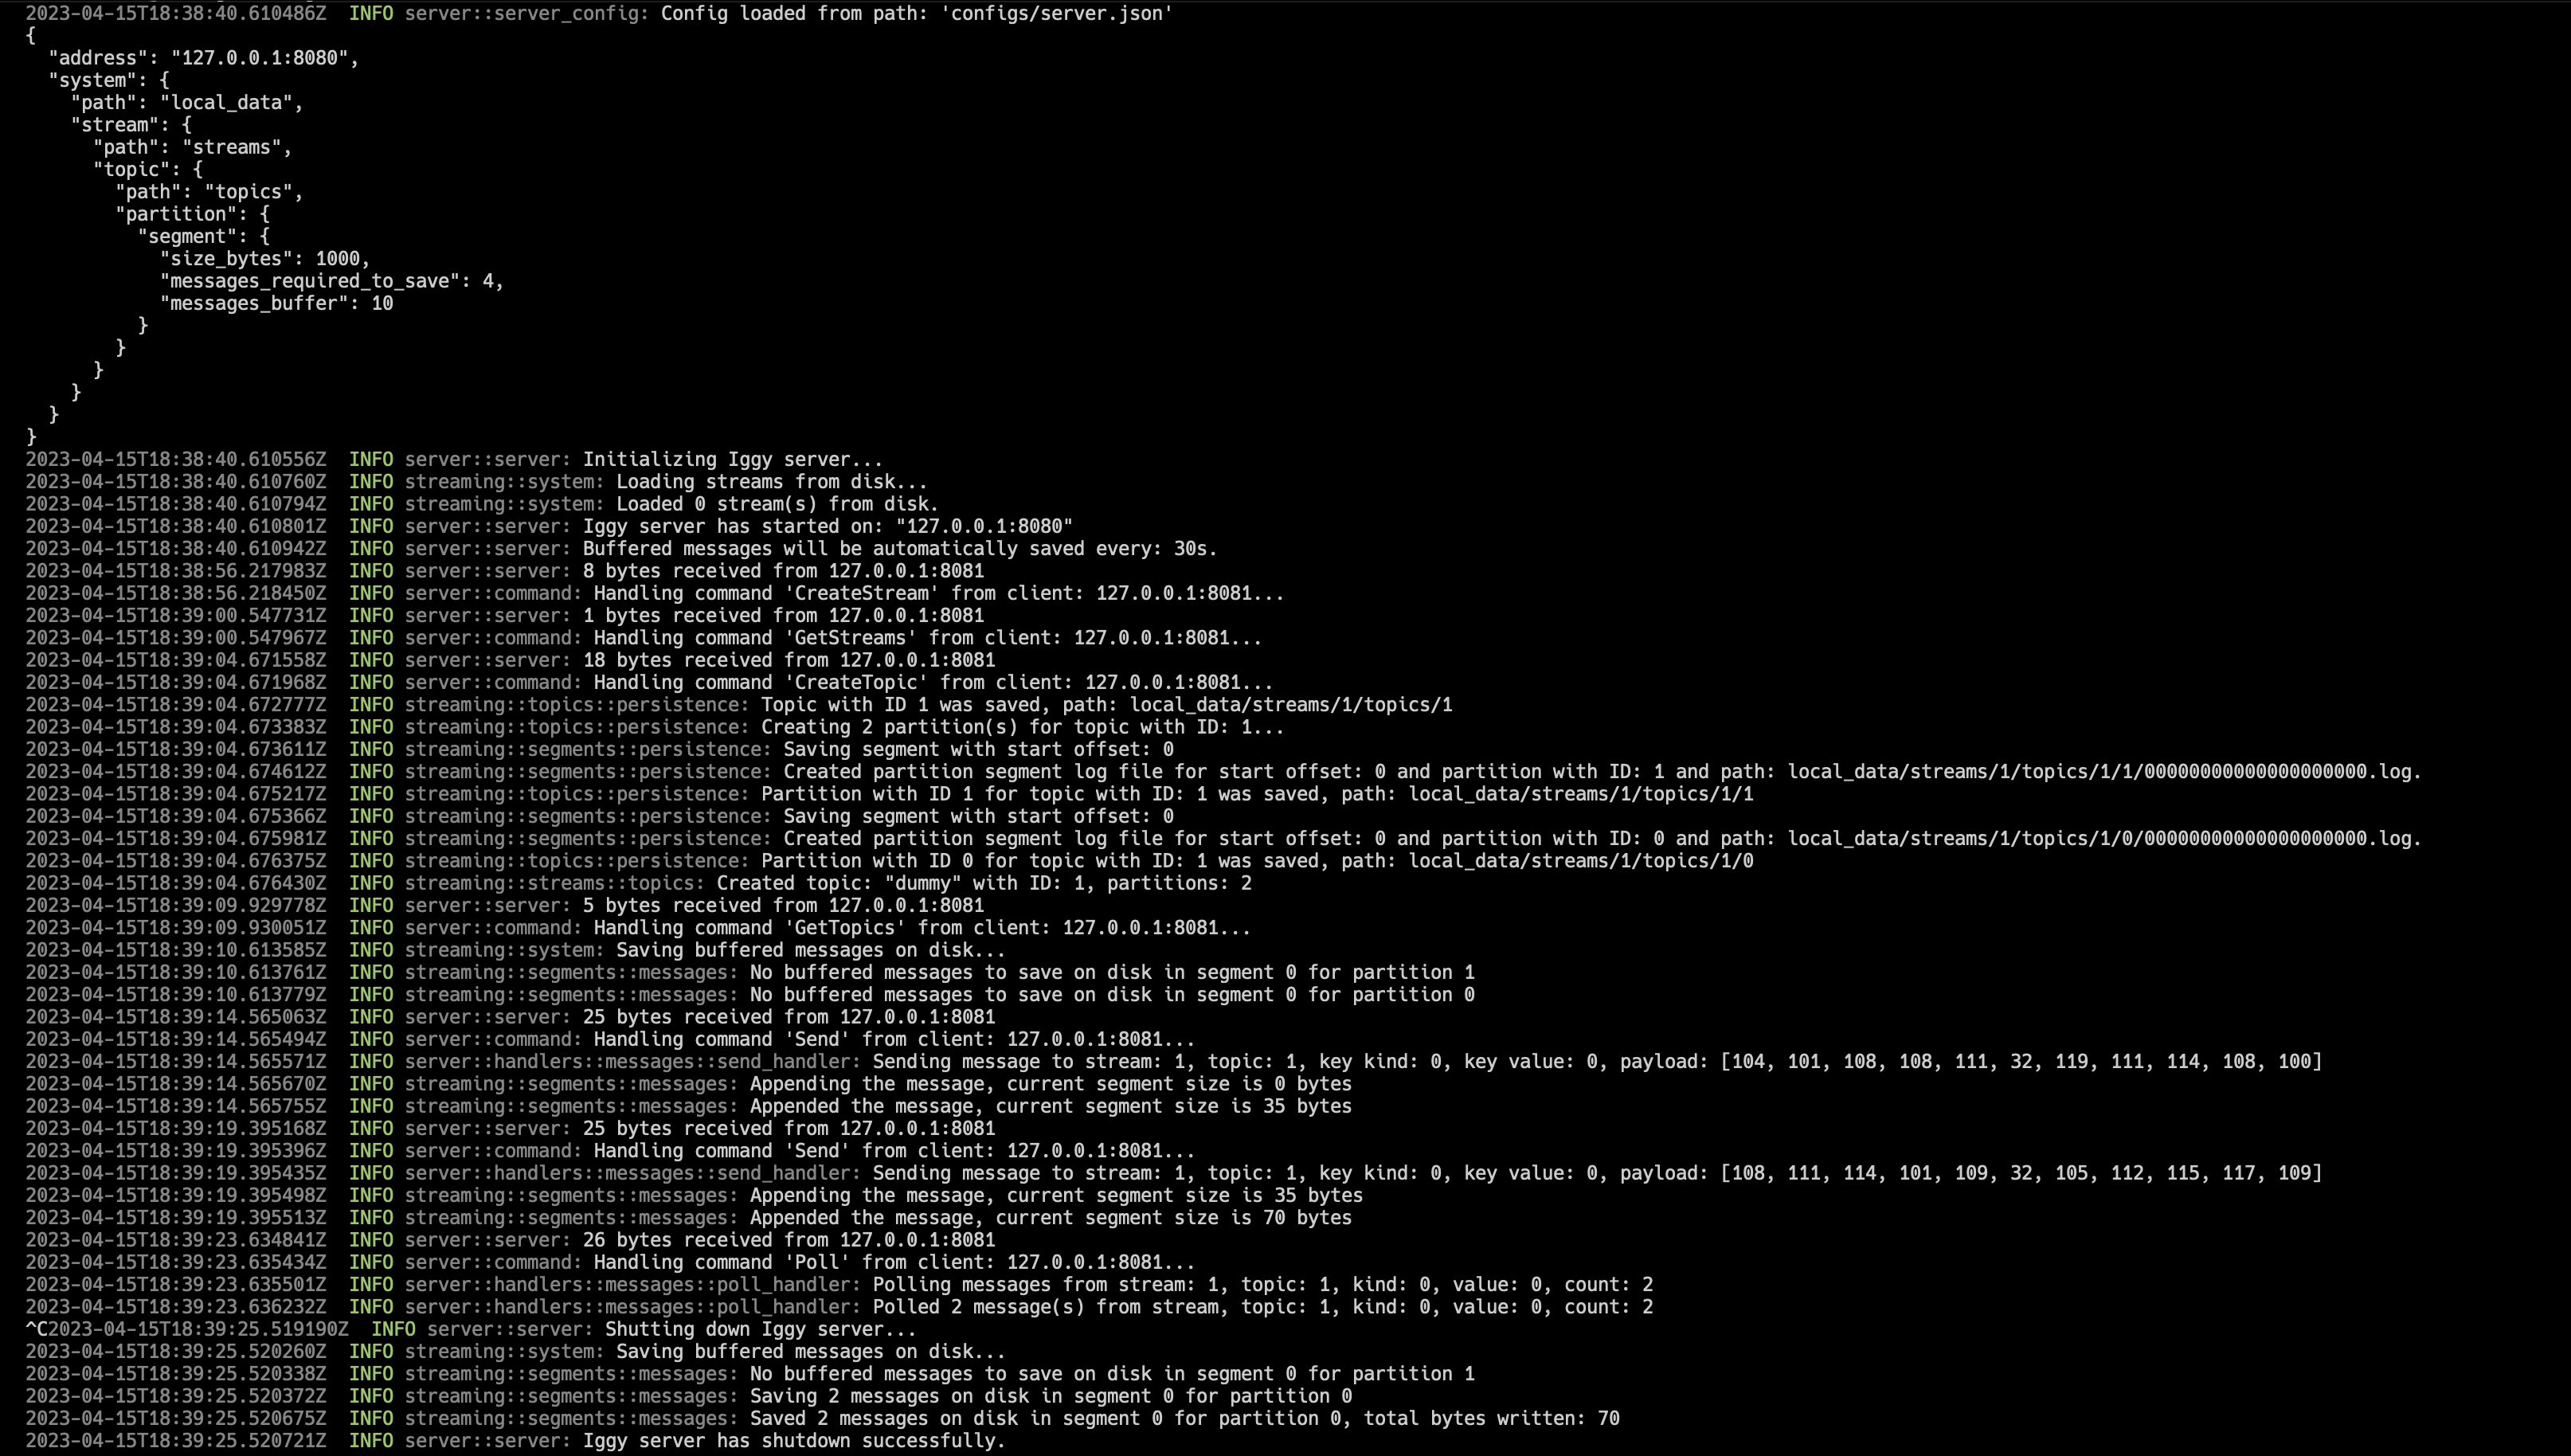 2023-04-15T18:38:40.610486Z  INFO server::server_config: Config loaded from path: 'configs/server.json'
{
  "address": "127.0.0.1:8080",
  "system": {
    "path": "local_data",
    "stream": {
      "path": "streams",
      "topic": {
        "path": "topics",
        "partition": {
          "segment": {
            "size_bytes": 1000,
            "messages_required_to_save": 4,
            "messages_buffer": 10
          }
        }
      }
    }
  }
}
2023-04-15T18:38:40.610556Z  INFO server::server: Initializing Iggy server...
2023-04-15T18:38:40.610760Z  INFO streaming::system: Loading streams from disk...
2023-04-15T18:38:40.610794Z  INFO streaming::system: Loaded 0 stream(s) from disk.
2023-04-15T18:38:40.610801Z  INFO server::server: Iggy server has started on: "127.0.0.1:8080"
2023-04-15T18:38:40.610942Z  INFO server::server: Buffered messages will be automatically saved every: 30s.
2023-04-15T18:38:56.217983Z  INFO server::server: 8 bytes received from 127.0.0.1:8081
2023-04-15T18:38:56.218450Z  INFO server::command: Handling command 'CreateStream' from client: 127.0.0.1:8081...
2023-04-15T18:39:00.547731Z  INFO server::server: 1 bytes received from 127.0.0.1:8081
2023-04-15T18:39:00.547967Z  INFO server::command: Handling command 'GetStreams' from client: 127.0.0.1:8081...
2023-04-15T18:39:04.671558Z  INFO server::server: 18 bytes received from 127.0.0.1:8081
2023-04-15T18:39:04.671968Z  INFO server::command: Handling command 'CreateTopic' from client: 127.0.0.1:8081...
2023-04-15T18:39:04.672777Z  INFO streaming::topics::persistence: Topic with ID 1 was saved, path: local_data/streams/1/topics/1
2023-04-15T18:39:04.673383Z  INFO streaming::topics::persistence: Creating 2 partition(s) for topic with ID: 1...
2023-04-15T18:39:04.673611Z  INFO streaming::segments::persistence: Saving segment with start offset: 0
2023-04-15T18:39:04.674612Z  INFO streaming::segments::persistence: Created partition segment log file for start offset: 0 and partition with ID: 1 and path: local_data/streams/1/topics/1/1/00000000000000000000.log.
2023-04-15T18:39:04.675217Z  INFO streaming::topics::persistence: Partition with ID 1 for topic with ID: 1 was saved, path: local_data/streams/1/topics/1/1
2023-04-15T18:39:04.675366Z  INFO streaming::segments::persistence: Saving segment with start offset: 0
2023-04-15T18:39:04.675981Z  INFO streaming::segments::persistence: Created partition segment log file for start offset: 0 and partition with ID: 0 and path: local_data/streams/1/topics/1/0/00000000000000000000.log.
2023-04-15T18:39:04.676375Z  INFO streaming::topics::persistence: Partition with ID 0 for topic with ID: 1 was saved, path: local_data/streams/1/topics/1/0
2023-04-15T18:39:04.676430Z  INFO streaming::streams::topics: Created topic: "dummy" with ID: 1, partitions: 2
2023-04-15T18:39:09.929778Z  INFO server::server: 5 bytes received from 127.0.0.1:8081
2023-04-15T18:39:09.930051Z  INFO server::command: Handling command 'GetTopics' from client: 127.0.0.1:8081...
2023-04-15T18:39:10.613585Z  INFO streaming::system: Saving buffered messages on disk...
2023-04-15T18:39:10.613761Z  INFO streaming::segments::messages: No buffered messages to save on disk in segment 0 for partition 1
2023-04-15T18:39:10.613779Z  INFO streaming::segments::messages: No buffered messages to save on disk in segment 0 for partition 0
2023-04-15T18:39:14.565063Z  INFO server::server: 25 bytes received from 127.0.0.1:8081
2023-04-15T18:39:14.565494Z  INFO server::command: Handling command 'Send' from client: 127.0.0.1:8081...
2023-04-15T18:39:14.565571Z  INFO server::handlers::messages::send_handler: Sending message to stream: 1, topic: 1, key kind: 0, key value: 0, payload: [104, 101, 108, 108, 111, 32, 119, 111, 114, 108, 100]
2023-04-15T18:39:14.565670Z  INFO streaming::segments::messages: Appending the message, current segment size is 0 bytes
2023-04-15T18:39:14.565755Z  INFO streaming::segments::messages: Appended the message, current segment size is 35 bytes
2023-04-15T18:39:19.395168Z  INFO server::server: 25 bytes received from 127.0.0.1:8081
2023-04-15T18:39:19.395396Z  INFO server::command: Handling command 'Send' from client: 127.0.0.1:8081...
2023-04-15T18:39:19.395435Z  INFO server::handlers::messages::send_handler: Sending message to stream: 1, topic: 1, key kind: 0, key value: 0, payload: [108, 111, 114, 101, 109, 32, 105, 112, 115, 117, 109]
2023-04-15T18:39:19.395498Z  INFO streaming::segments::messages: Appending the message, current segment size is 35 bytes
2023-04-15T18:39:19.395513Z  INFO streaming::segments::messages: Appended the message, current segment size is 70 bytes
2023-04-15T18:39:23.634841Z  INFO server::server: 26 bytes received from 127.0.0.1:8081
2023-04-15T18:39:23.635434Z  INFO server::command: Handling command 'Poll' from client: 127.0.0.1:8081...
2023-04-15T18:39:23.635501Z  INFO server::handlers::messages::poll_handler: Polling messages from stream: 1, topic: 1, kind: 0, value: 0, count: 2
2023-04-15T18:39:23.636232Z  INFO server::handlers::messages::poll_handler: Polled 2 message(s) from stream, topic: 1, kind: 0, value: 0, count: 2
^C2023-04-15T18:39:25.519190Z  INFO server::server: Shutting down Iggy server...
2023-04-15T18:39:25.520260Z  INFO streaming::system: Saving buffered messages on disk...
2023-04-15T18:39:25.520338Z  INFO streaming::segments::messages: No buffered messages to save on disk in segment 0 for partition 1
2023-04-15T18:39:25.520372Z  INFO streaming::segments::messages: Saving 2 messages on disk in segment 0 for partition 0
2023-04-15T18:39:25.520675Z  INFO streaming::segments::messages: Saved 2 messages on disk in segment 0 for partition 0, total bytes written: 70
2023-04-15T18:39:25.520721Z  INFO server::server: Iggy server has shutdown successfully.